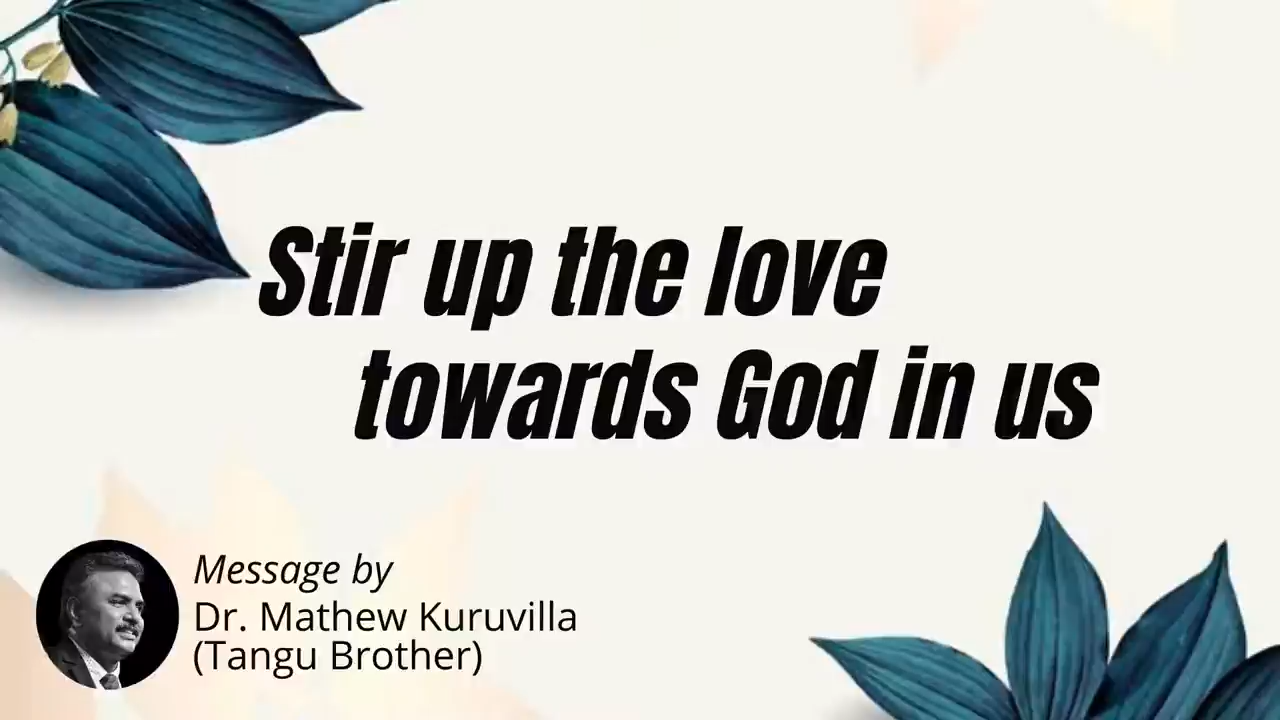 Stir up the love
towards God in us
Message by
Dr. Mathew Kuruvilla
(Tangu Brother)